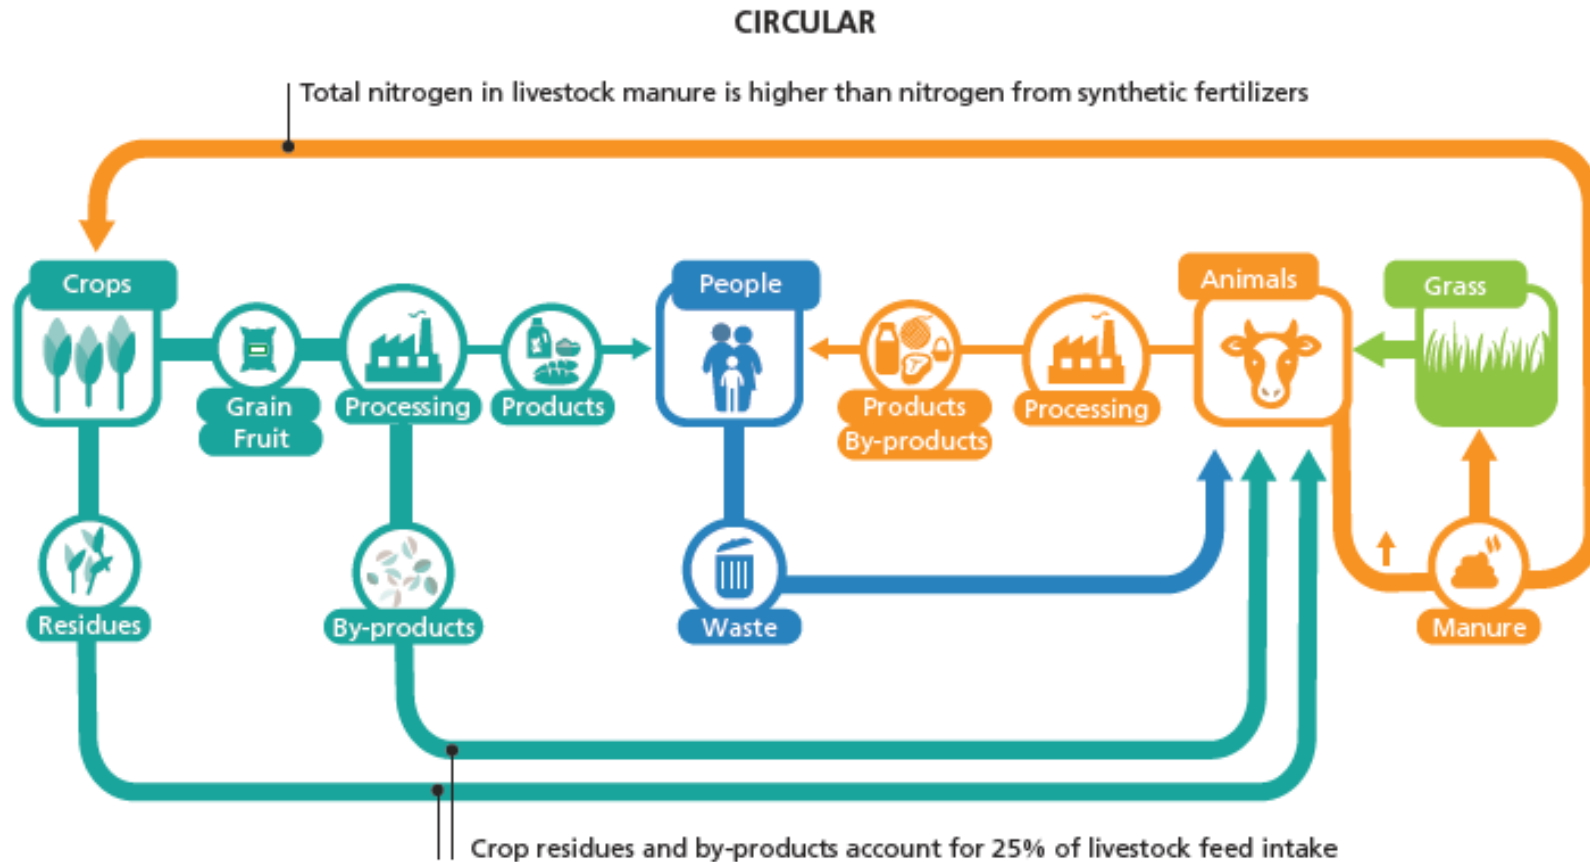 CIRCULAR
Total nitrogen in livestock manure is higher than nitrogen from synthetic fertilizers
Crops
People
Animals
Grass
Grain
Fruit
Processing
Products
Products
By-products
Processing
Residues
By-products
Waste
Manure
Crop residues and by-products account for 25% of livestock feed intake